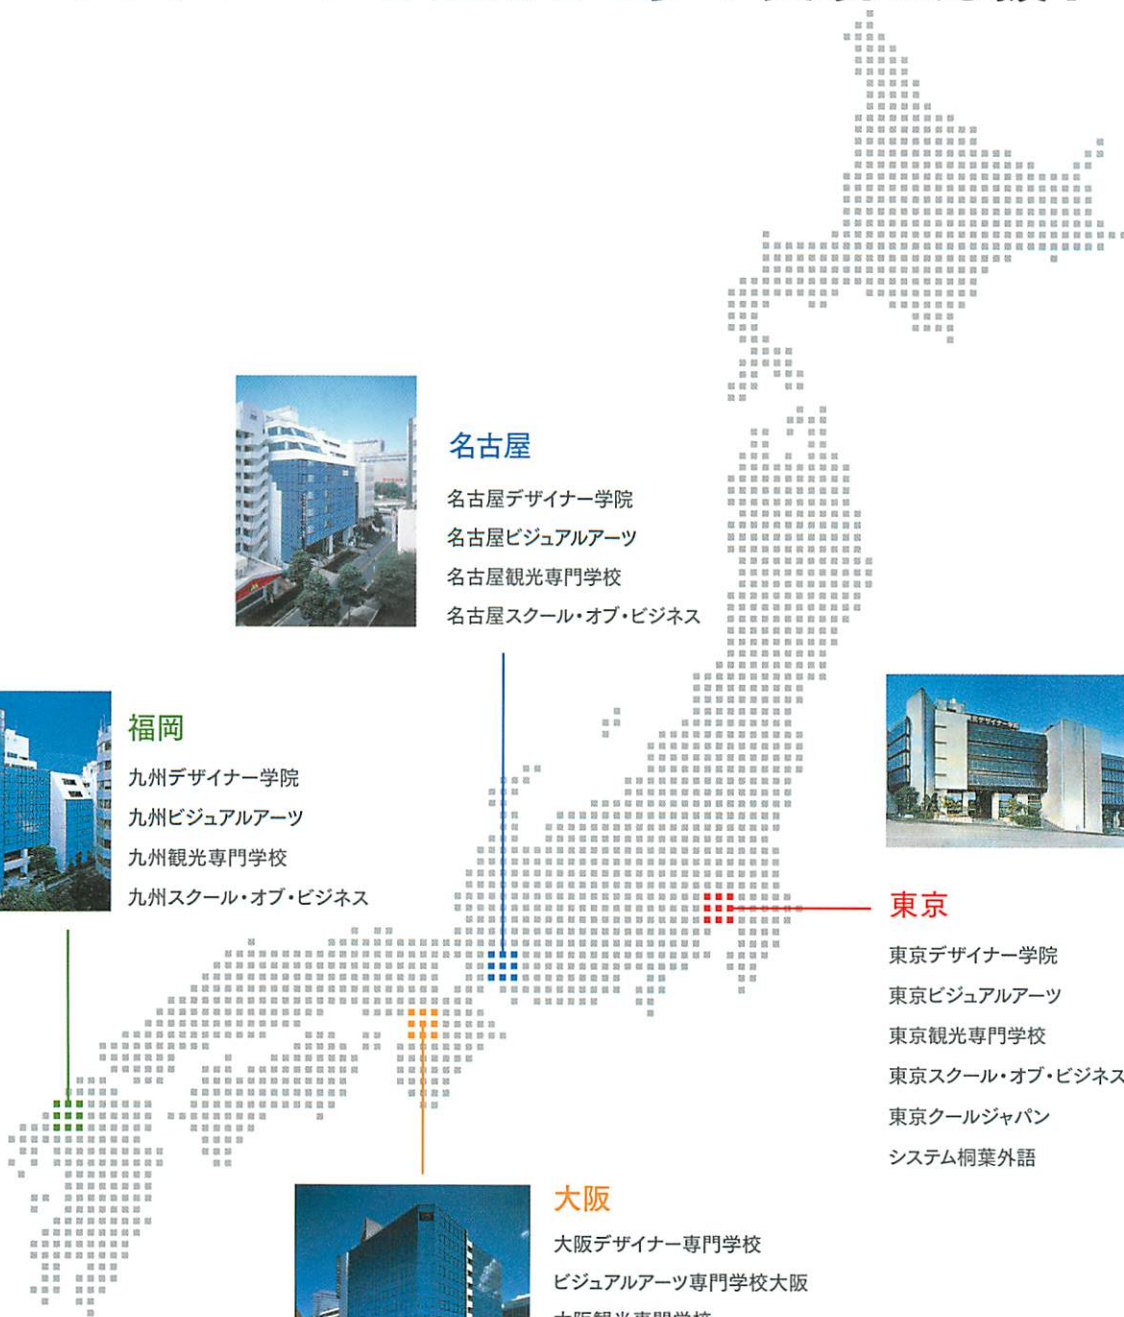 名古屋
名古屋デザイナー学院
名古屋ビジュアルアーツ
名古屋観光専門学校
名古屋スクール・オブ・ビジネス
福岡
九州デザイナー学院
九州ビジュアルアーツ
九州観光専門学校
九州スクール・オブ・ビジネス
東京
東京デザイナー学院
東京ビジュアルアーツ
東京観光専門学校
東京スクール・オブ・ビジネス
東京クールジャパン
システム桐葉外語
大阪
大阪デザイナー専門学校
ビジュアルアーツ専門学校大阪
大阪観光専門学校